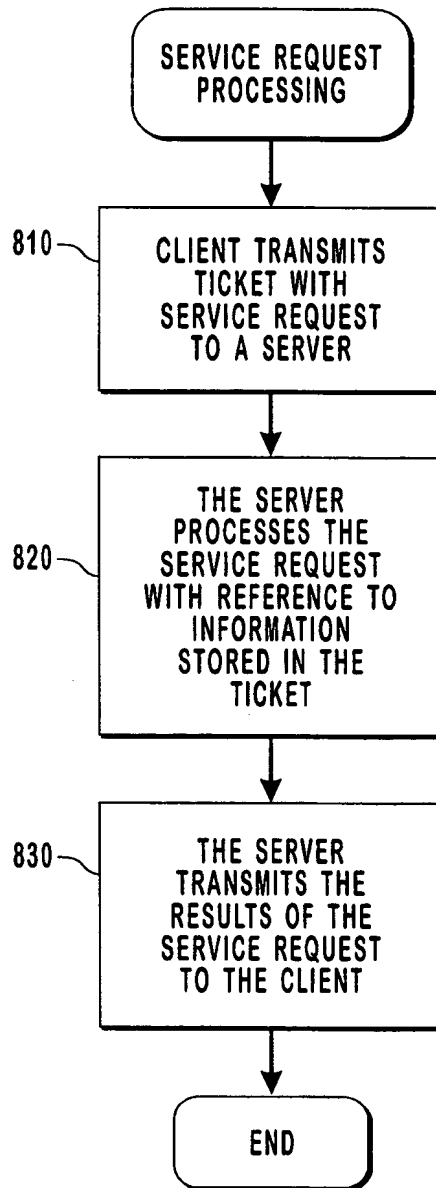 SERVICE REQUEST
PROCESSING
810
CLIENT TRANSMITS
TICKET WITH
SERVICE REQUEST
TO A SERVER
820
THE SERVER
PROCESSES THE
SERVICE REQUEST
WITH REFERENCE TO
INFORMATION
STORED IN THE
TICKET
830
THE SERVER
TRANSMITS THE
RESULTS OF THE
SERVICE REQUEST
TO THE CLIENT
END